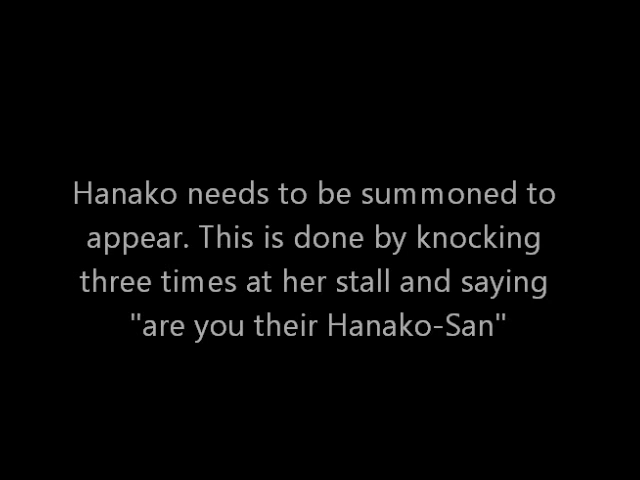 Hanako needs to be summoned to
appear. This is done by knocking
three times at her stall and saying
"are you their Hanako-San"